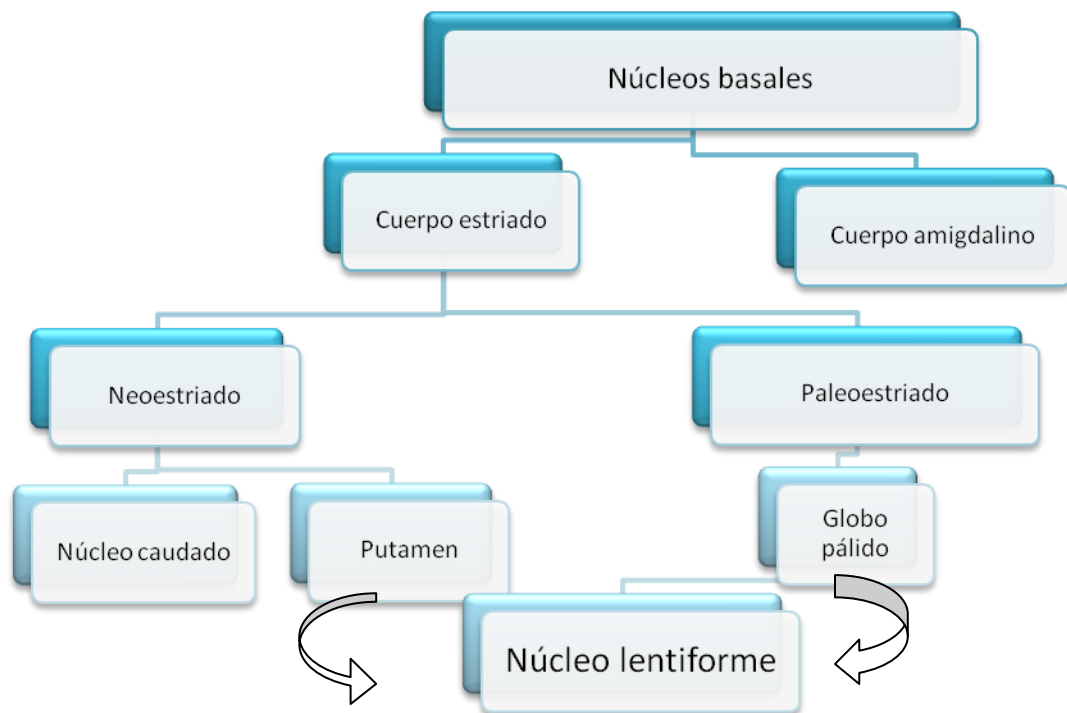 Núcleos basales
Cuerpo estriado
Cuerpo amigdalino
Neoestriado
Paleoestriado
Núcleo caudado
Putamen
Globo
pálido
Núcleo lentiforme